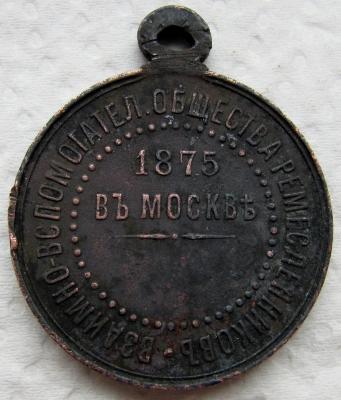 ВЗАИМНО-ВСПОМОГАТЕЛ. ОБЩЕСТВА РЕМЕСЛЕННИКОВЪ
1875
ВЪ МОСКВѢ